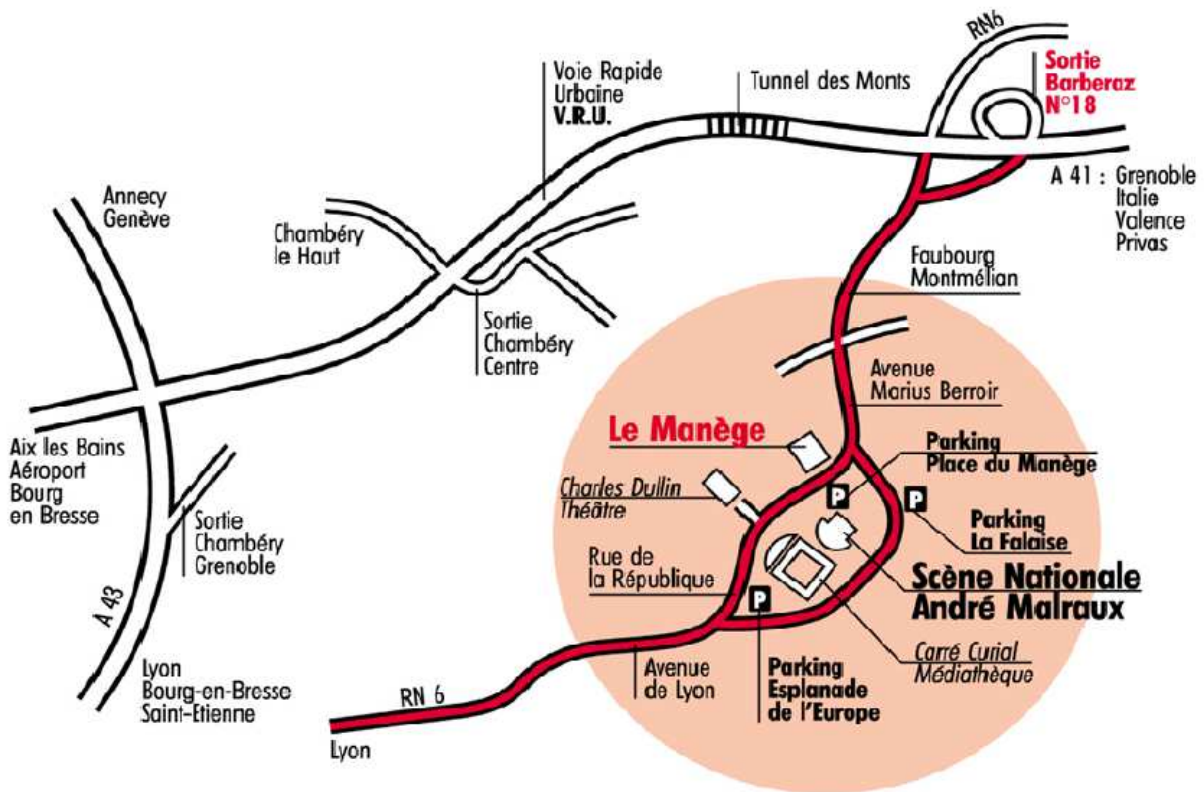 RN6
Sortie
Barberaz
N°18
Voie Rapide
Urbaine
V.R.U.
Tunnel des Monts
A 41 : Grenoble
Italie
Valence
Privas
Annecy
Genève
Chambéry
le Haut
Faubourg
Montmélian
Sortie
Chambéry
Centre
Avenue
Marius Berroir
Le Manège
Parking
Place du Manège
Aix les Bains
Aéroport
Bourg
en Bresse
Charles Dullin
Théâtre
P
P
Parking
La Falaise
Sortie
Chambéry
Grenoble
Rue de
la République
Scène Nationale
André Malraux
P
A 43
Carré Curial
Médiathèque
Lyon
Bourg-en-Bresse
Saint-Etienne
Avenue
de Lyon
Parking
Esplanade
de l'Europe
RN 6
Lyon